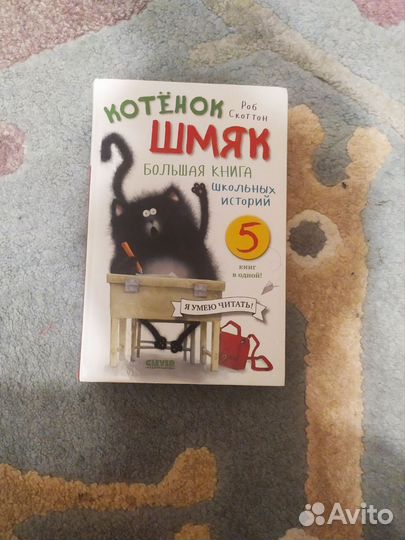 Роб
Скоттон
КОТЁНОК
ШМЯК
БОЛЬШАЯ КНИГА
ШКОЛЬНЫХ
ИСТОРИЙ
5
КНИГ
В ОДНОЙ!
Я УМЕЮ ЧИТАТЬ!
CLEVER
Avito